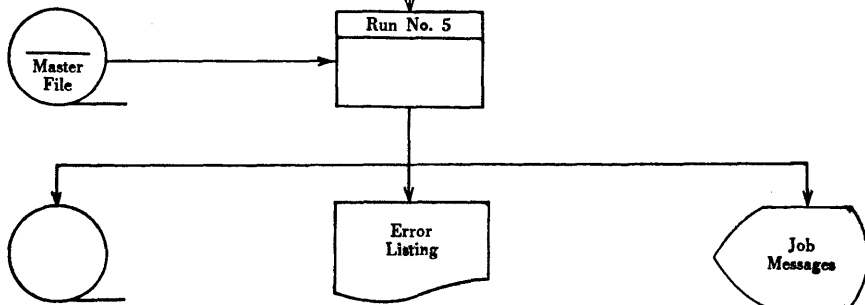 Run No. 5
Master
File
Error
Listing
Job
Messages